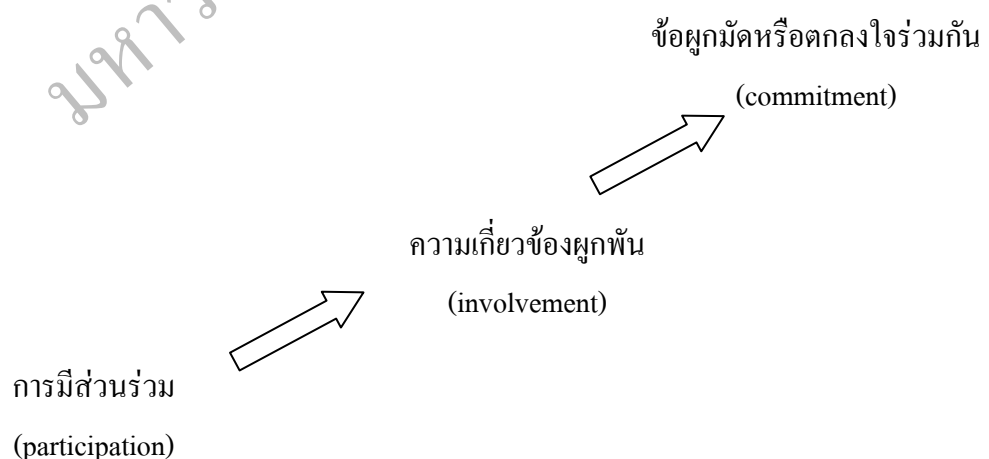 ข้อผูกมัดหรือตกลงใจร่วมกัน
(commitment)
ความเกี่ยวข้องผูกพัน
(involvement)
การมีส่วนร่วม
(participation)